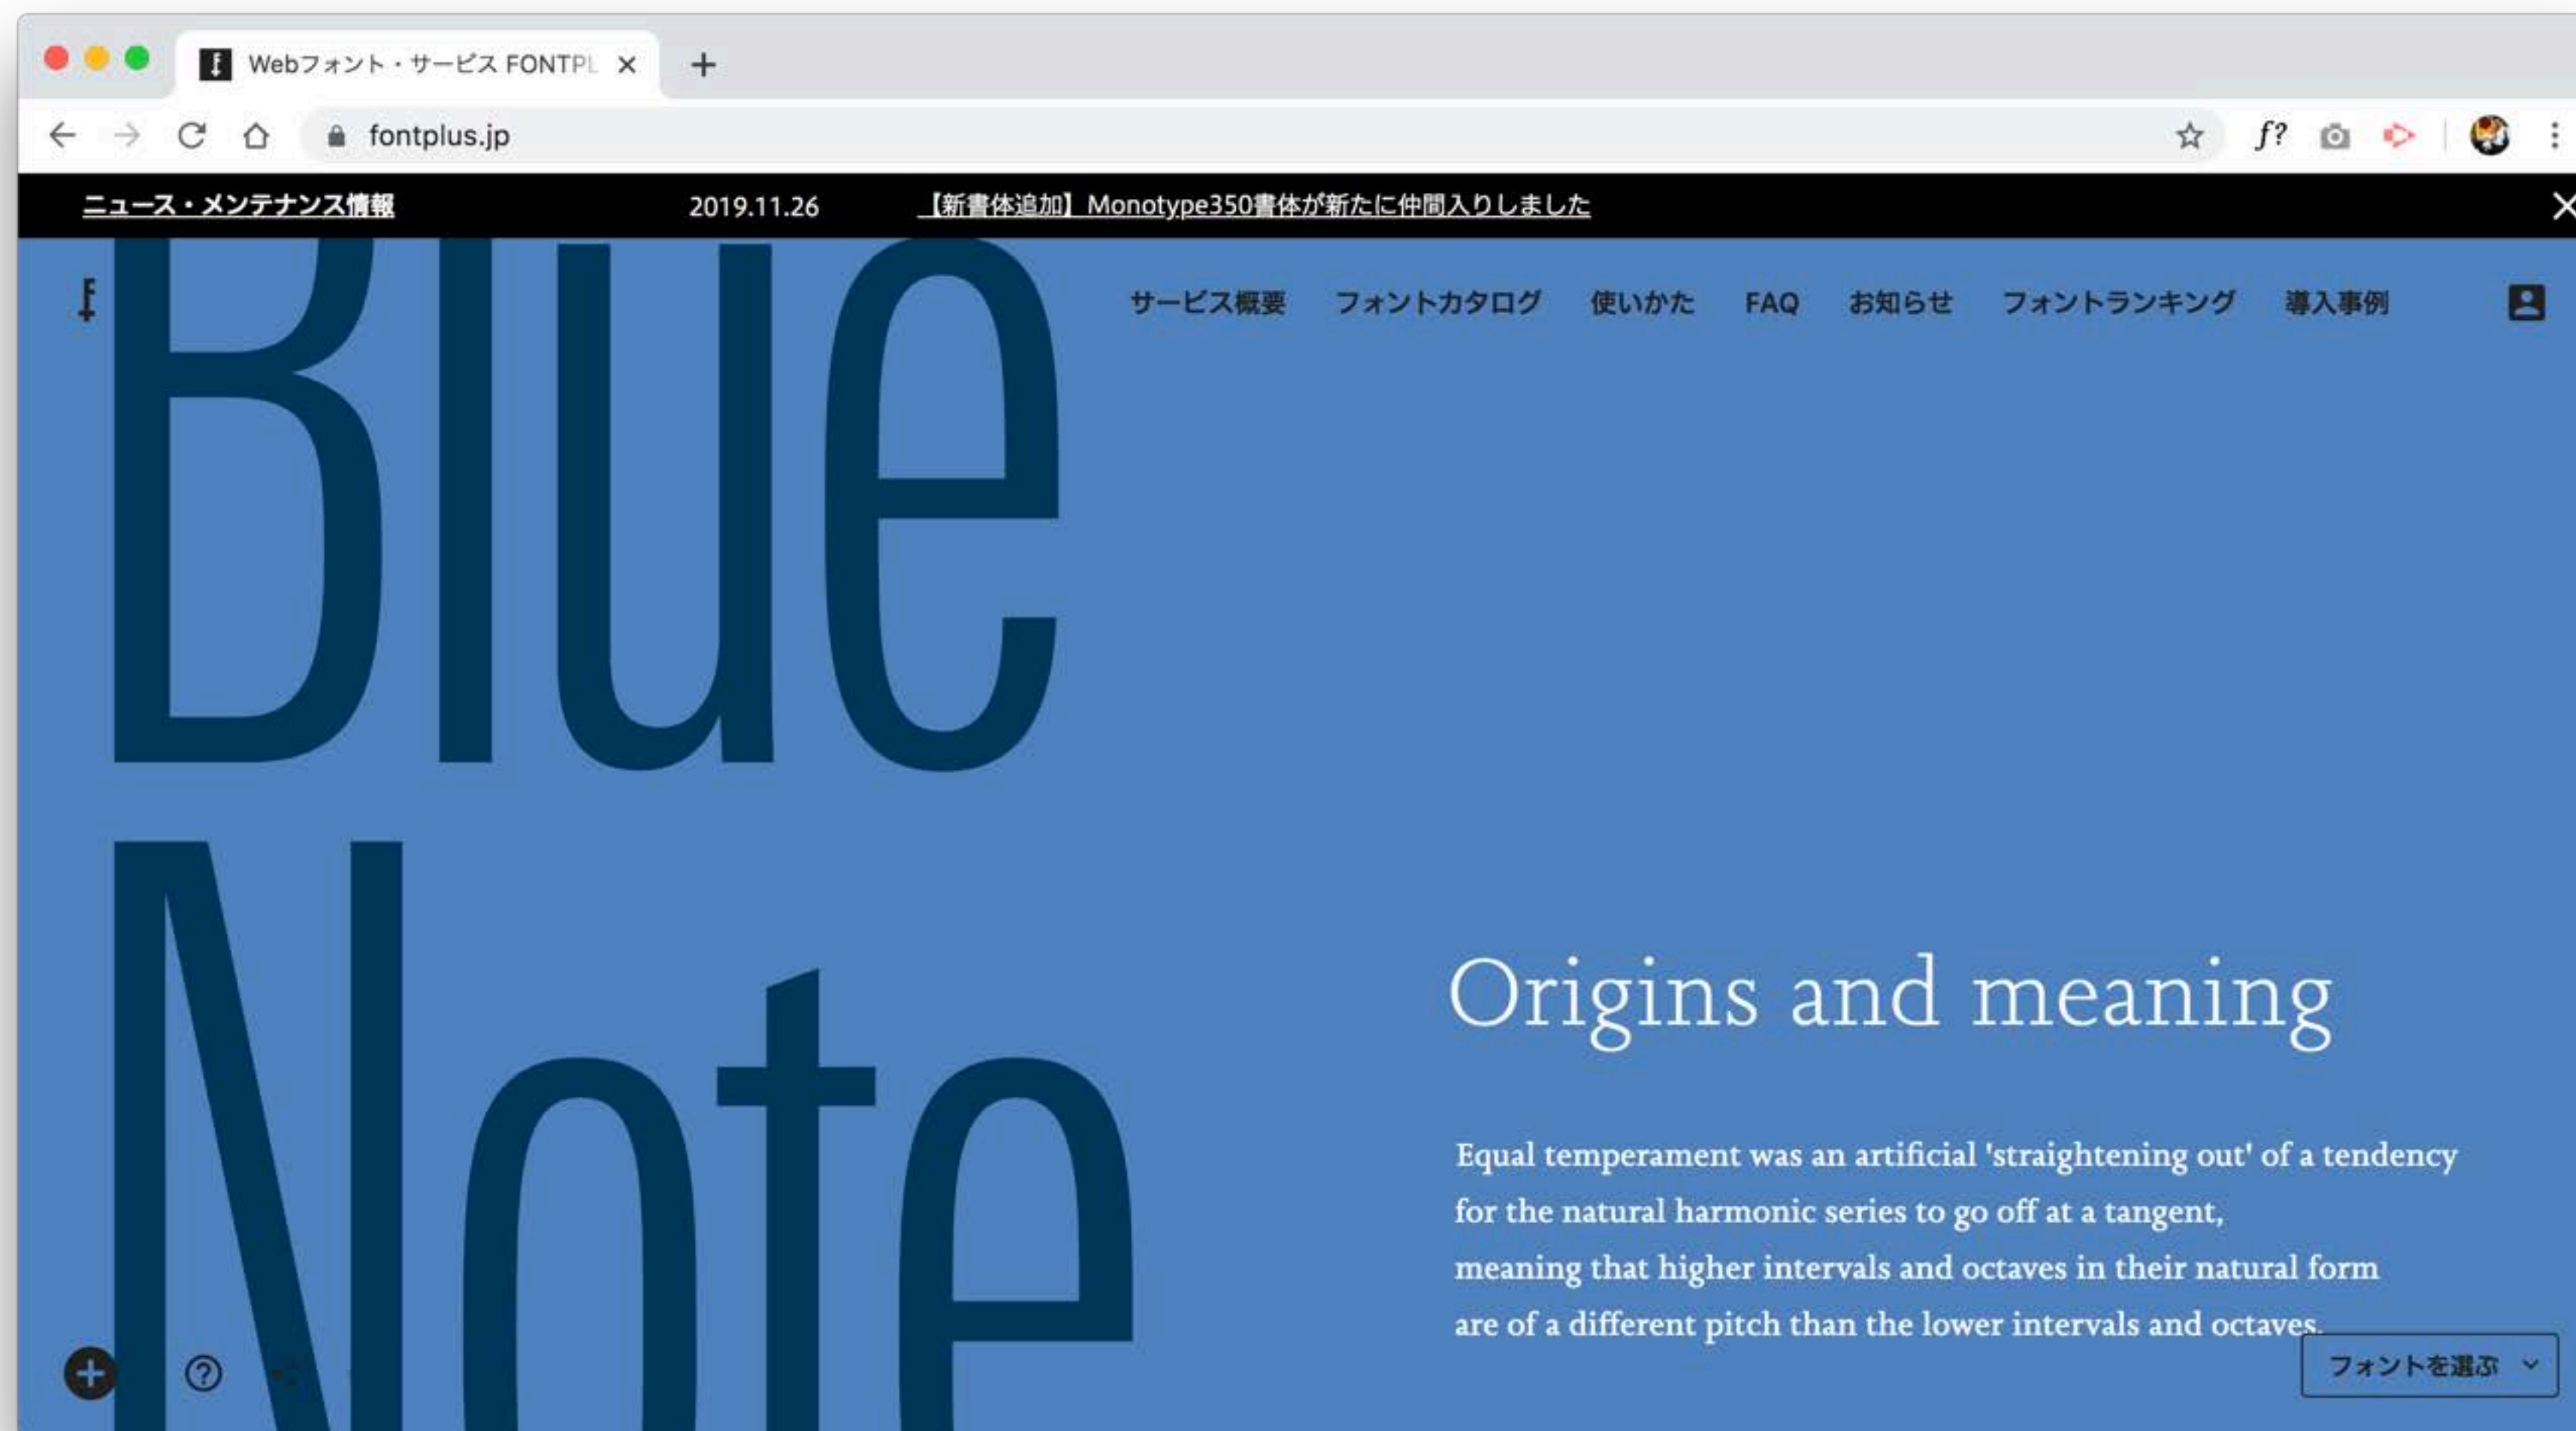 Webフォント・サービス FONTPL
fontplus.jp
f?
ニュース・メンテナンス情報 2019.11.26 【新書体追加】Monotype350書体が新たに仲間入りしました
サービス概要 フォントカタログ 使いかた FAQ お知らせ フォントランキング 導入事例
Blue
Note
Origins and meaning
Equal temperament was an artificial 'straightening out' of a tendency
for the natural harmonic series to go off at a tangent,
meaning that higher intervals and octaves in their natural form
are of a different pitch than the lower intervals and octaves.
フォントを選ぶ